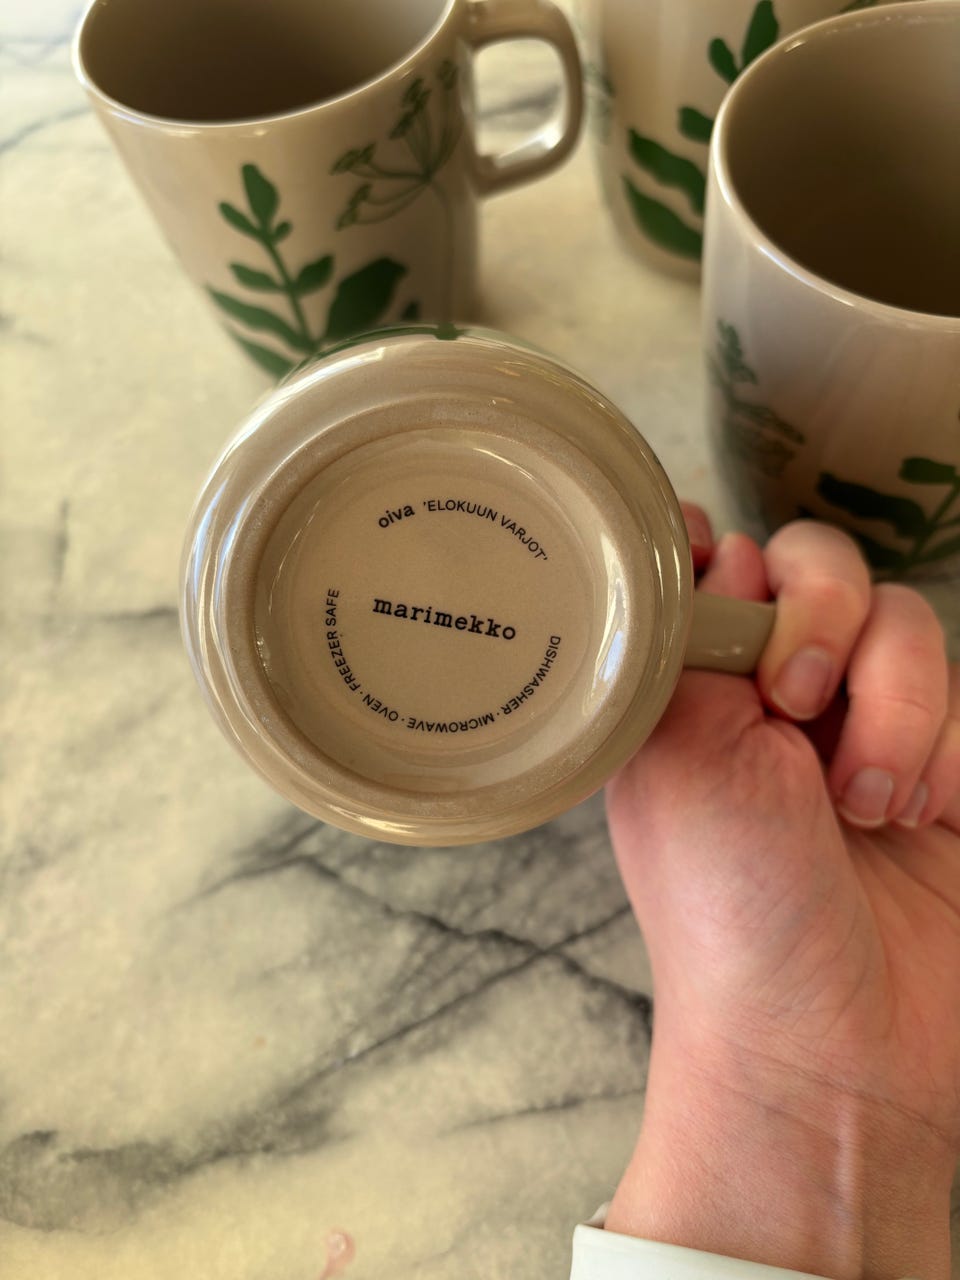 oiva 'ELOKUUN VARJOT'
marimekko
DISHWASHER · MICROWAVE · OVEN · FREEZER SAFE